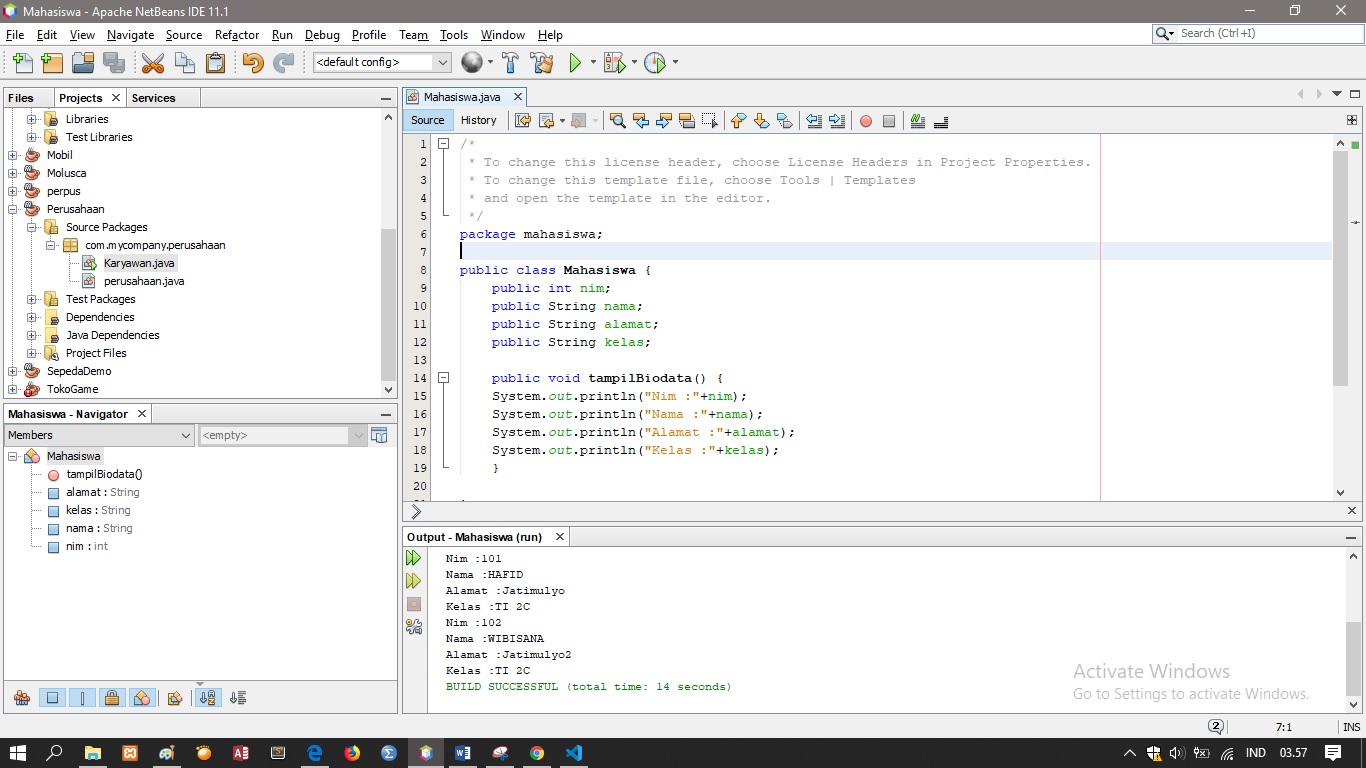 Mahasiswa - Apache NetBeans IDE 11.1
File Edit View Navigate Source Refactor Run Debug Profile Team Tools Window Help
Search (Ctrl+I)
<default config>
Files Projects Services
Libraries
Test Libraries
Mobil
Molusca
perpus
Perusahaan
Source Packages
com.mycompany.perusahaan
Karyawan.java
perusahaan.java
Test Packages
Dependencies
Java Dependencies
Project Files
SepedaDemo
TokoGame
Mahasiswa - Navigator
Members <empty>
Mahasiswa
tampilBiodata()
alamat : String
kelas : String
nama : String
nim : int
Mahasiswa.java
Source History
1 /*
2 * To change this license header, choose License Headers in Project Properties.
3 * To change this template file, choose Tools | Templates
4 * and open the template in the editor.
5 */
6 package mahasiswa;
7
8 public class Mahasiswa {
9 public int nim;
10 public String nama;
11 public String alamat;
12 public String kelas;
13
14 public void tampilBiodata() {
15 System.out.println("Nim :"+nim);
16 System.out.println("Nama :"+nama);
17 System.out.println("Alamat :"+alamat);
18 System.out.println("Kelas :"+kelas);
19 }
20
Output - Mahasiswa (run)
Nim :101
Nama :HAFID
Alamat :Jatimulyo
Kelas :TI 2C
Nim :102
Nama :WIBISANA
Alamat :Jatimulyo2
Kelas :TI 2C
BUILD SUCCESSFUL (total time: 14 seconds)
Activate Windows
Go to Settings to activate Windows.
2 7:1 INS
IND 03.57